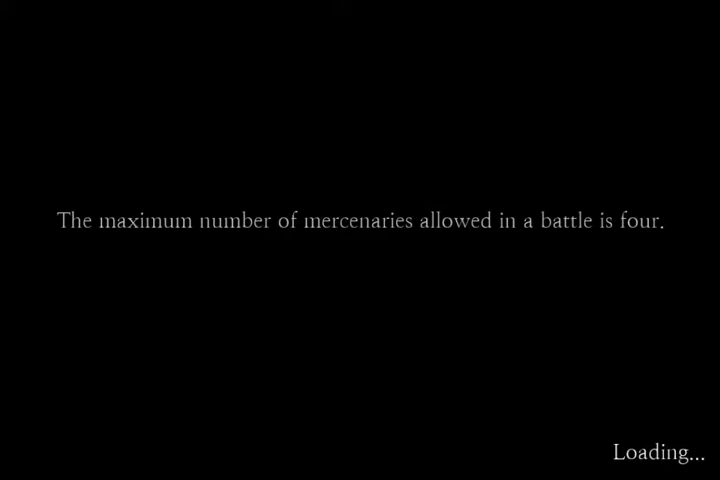 The maximum number of mercenaries allowed in a battle is four.
Loading...